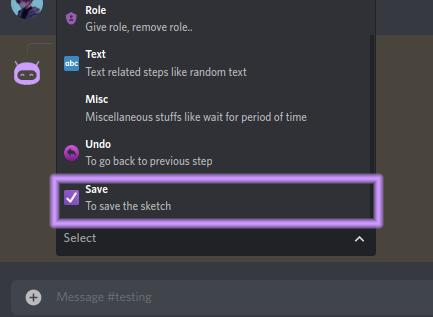 Role
Give role, remove role..
abc
Text
Text related steps like random text
Misc
Miscellaneous stuffs like wait for period of time
Undo
To go back to previous step
Save
To save the sketch
Select
Message #testing